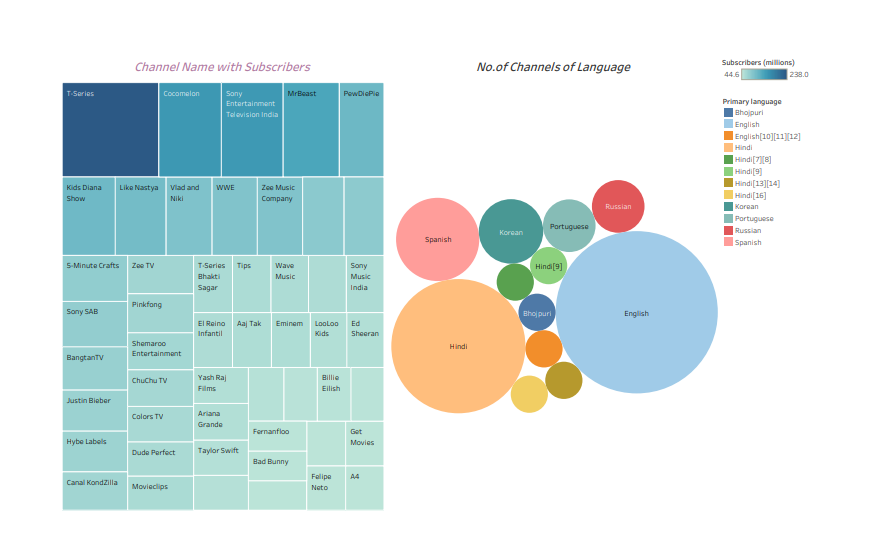 Channel Name with Subscribers
No.of Channels of Language
Subscribers (millions)
44.6
238.0
Primary language
Bhojpuri
English
English[10][11][12]
Hindi
Hindi[7][8]
Hindi[9]
Hindi[13][14]
Hindi[16]
Korean
Portuguese
Russian
Spanish
T-Series
Cocomelon
Sony
Entertainment
Television India
MrBeast
PewDiePie
Kids Diana
Show
Like Nastya
Vlad and
Niki
WWE
Zee Music
Company
5-Minute Crafts
Sony SAB
BangtanTV
Justin Bieber
Hybe Labels
Canal KondZilla
Zee TV
Pinkfong
Shemaroo
Entertainment
ChuChu TV
Colors TV
Dude Perfect
Movieclips
T-Series
Bhakti
Sagar
Tips
Wave
Music
Sony
Music
India
El Reino
Infantil
Aaj Tak
Eminem
LooLoo
Kids
Ed
Sheeran
Yash Raj
Films
Ariana
Grande
Taylor Swift
Billie
Eilish
Fernanfloo
Bad Bunny
Get
Movies
Felipe
Neto
A4
Spanish
Korean
Portuguese
Russian
Hindi[9]
Bhojpuri
English
Hindi